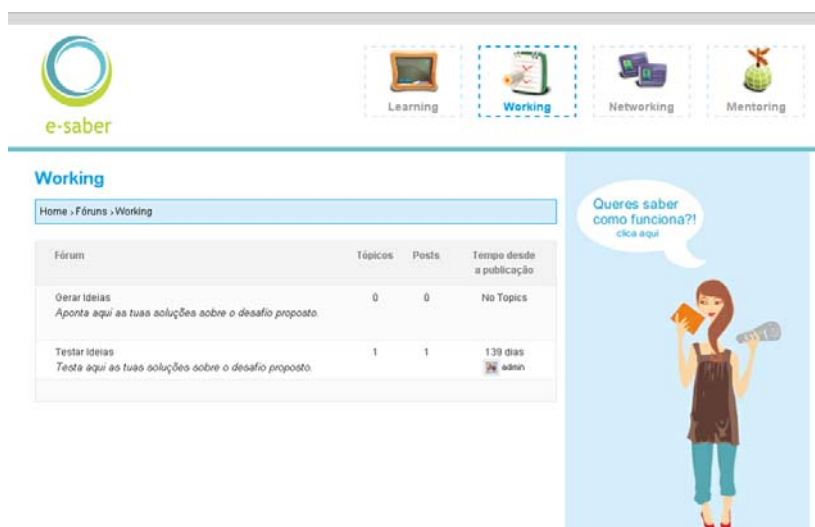 e-saber
Learning
Working
Networking
Mentoring
Working
Home › Fóruns › Working
Queres saber
como funciona?!
clica aqui
Fórum Tópicos Posts Tempo desde
a publicação
Gerar Ideias 0 0 No Topics
Aponta aqui as tuas soluções sobre o desafio proposto.
Testar Ideias 1 1 139 dias
Testa aqui as tuas soluções sobre o desafio proposto. admin